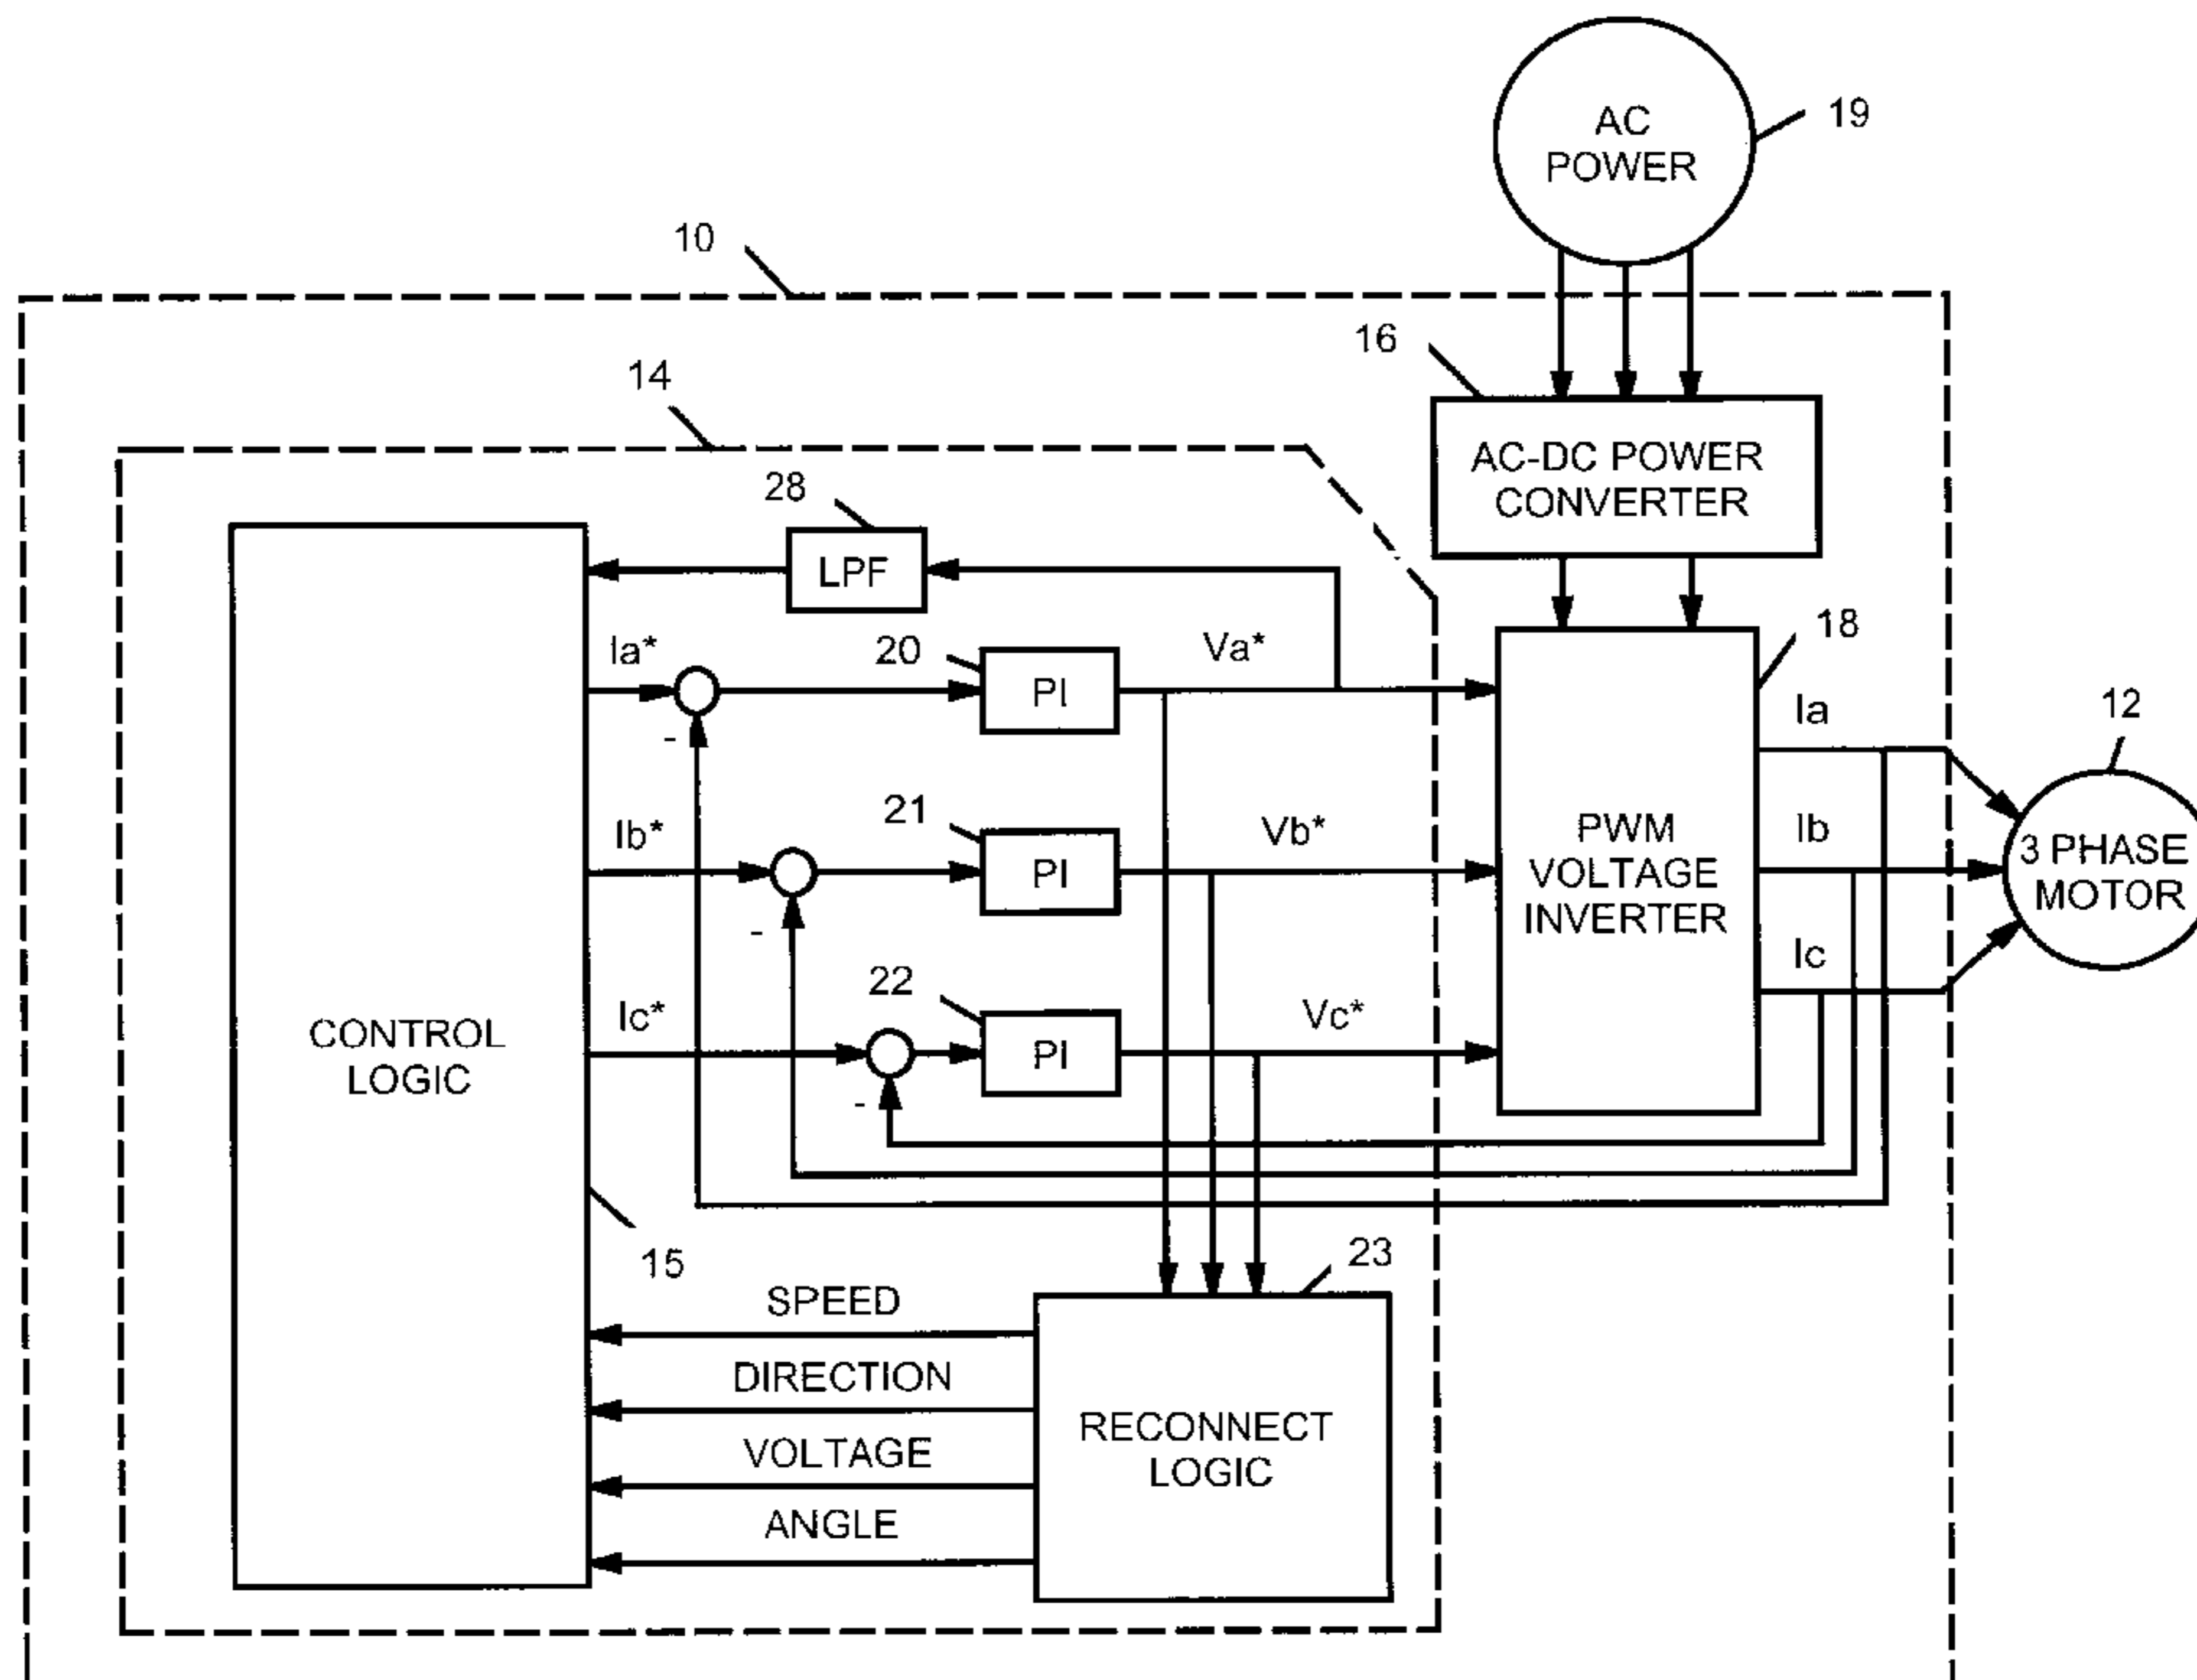 AC
POWER
19
10
16
14
AC-DC POWER
CONVERTER
28
LPF
Ia*
20
PI
Va*
18
Ia
12
-
Ib*
21
PI
Vb*
PWM
VOLTAGE
INVERTER
Ib
3 PHASE
MOTOR
-
Ic*
22
PI
Vc*
Ic
-
CONTROL
LOGIC
15
23
SPEED
DIRECTION
VOLTAGE
ANGLE
RECONNECT
LOGIC